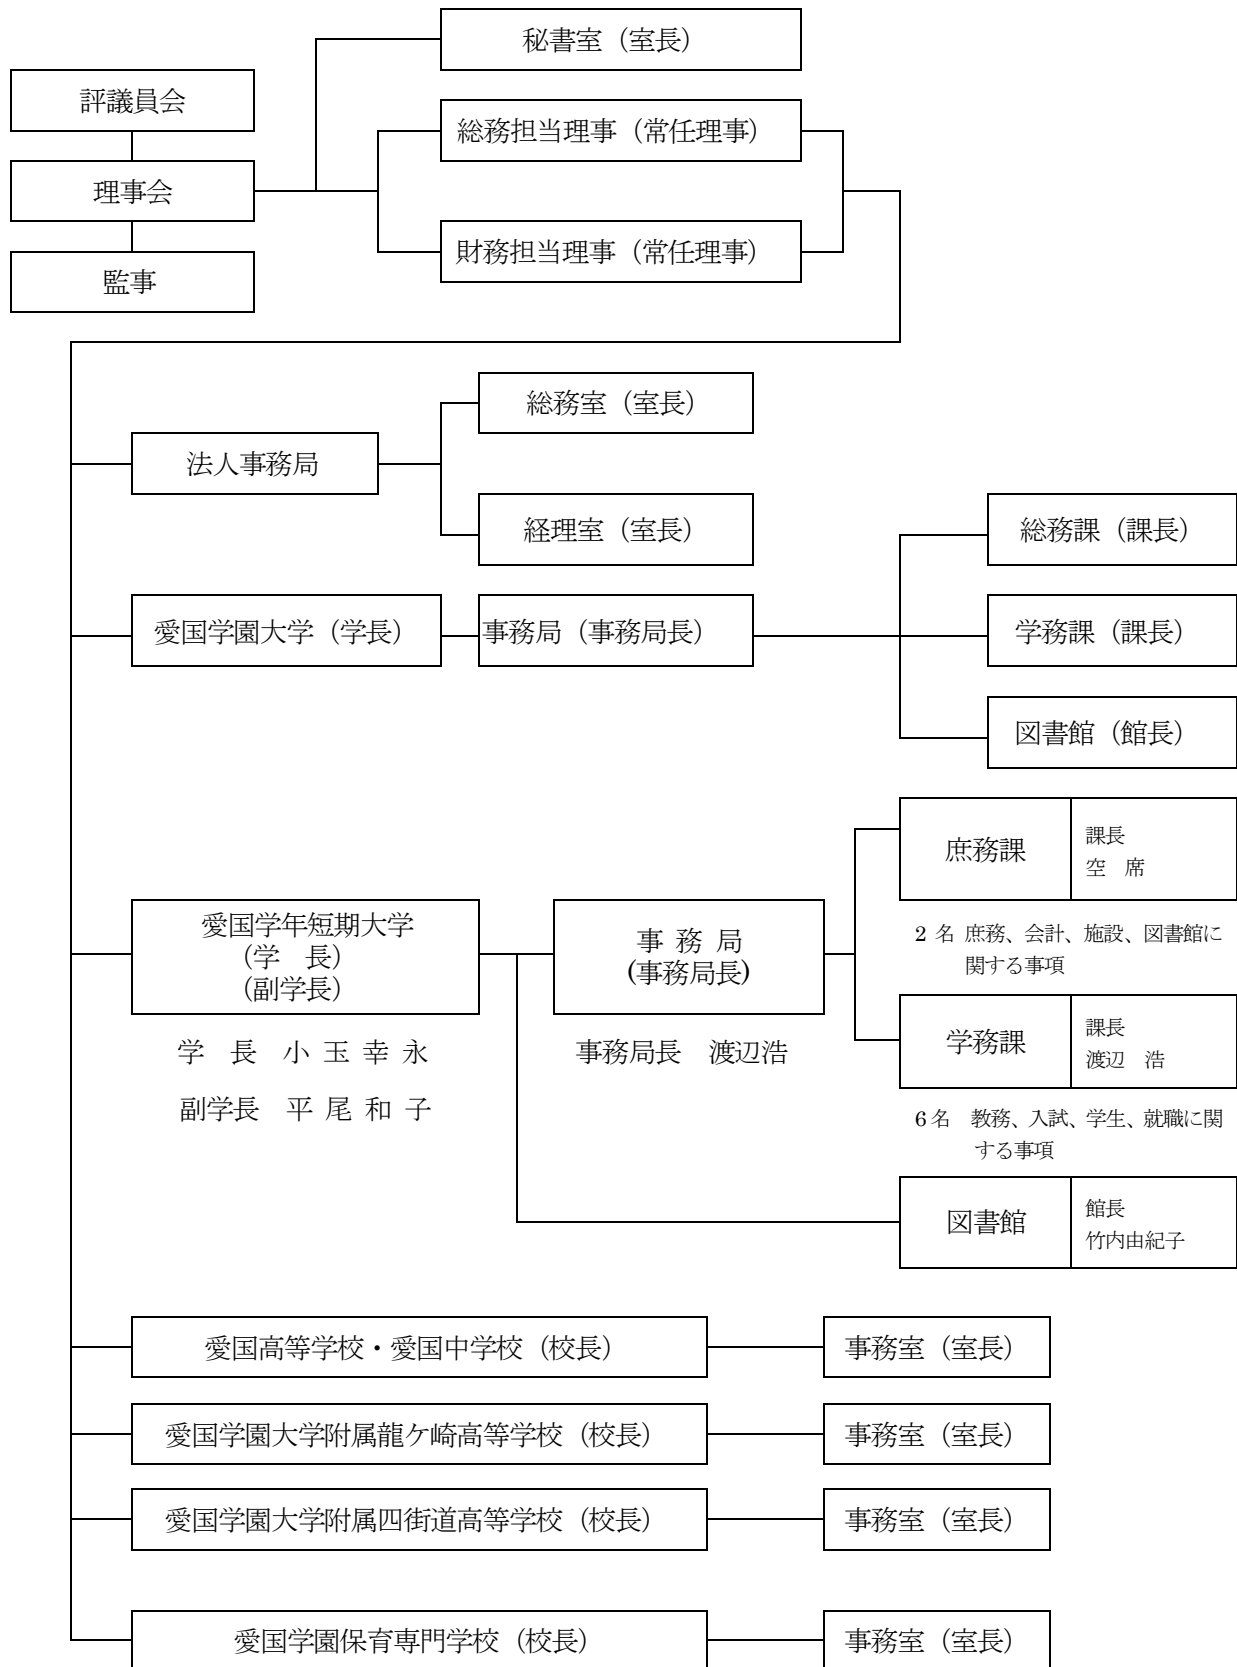 秘書室（室長）
評議員会
総務担当理事（常任理事）
理事会
財務担当理事（常任理事）
監事
総務室（室長）
法人事務局
経理室（室長）
総務課（課長）
愛国学園大学（学長）
事務局（事務局長）
学務課（課長）
図書館（館長）
庶務課
課長
空　席
2 名 庶務、会計、施設、図書館に
関する事項
愛国学年短期大学
(学　長)
（副学長）
事 務 局
(事務局長)
学　長　小 玉 幸 永
副学長　平 尾 和 子
事務局長　渡辺浩
学務課
課長
渡辺　浩
6 名　教務、入試、学生、就職に関
する事項
図書館
館長
竹内由紀子
愛国高等学校・愛国中学校（校長）
事務室（室長）
愛国学園大学附属龍ケ崎高等学校（校長）
事務室（室長）
愛国学園大学附属四街道高等学校（校長）
事務室（室長）
愛国学園保育専門学校（校長）
事務室（室長）